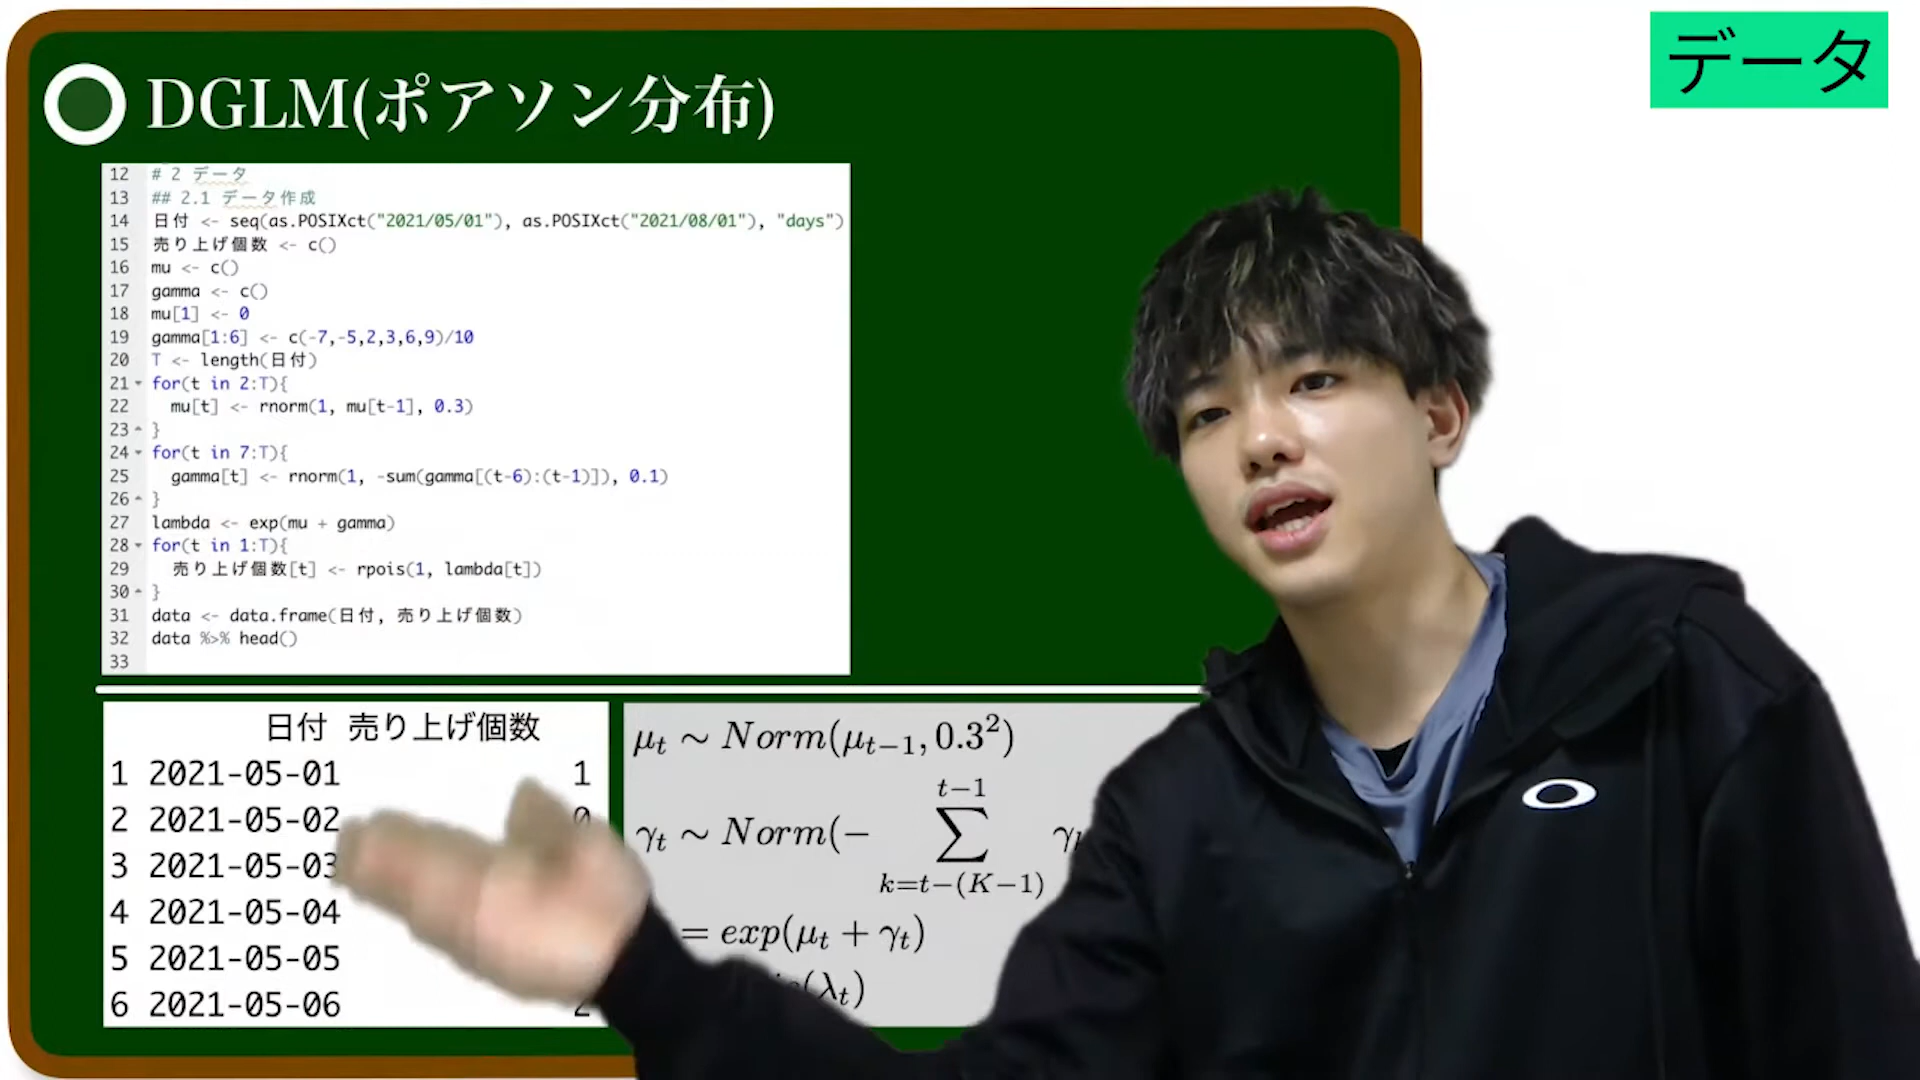 データ
DGLM(ポアソン分布)
12 # 2 データ
13 ## 2.1 データ作成
14 日付 <- seq(as.POSIXct("2021/05/01"), as.POSIXct("2021/08/01"), "days")
15 売り上げ個数 <- c()
16 mu <- c()
17 gamma <- c()
18 mu[1] <- 0
19 gamma[1:6] <- c(-7,-5,2,3,6,9)/10
20 T <- length(日付)
21 for(t in 2:T){
22 mu[t] <- rnorm(1, mu[t-1], 0.3)
23 }
24 for(t in 7:T){
25 gamma[t] <- rnorm(1, -sum(gamma[(t-6):(t-1)]), 0.1)
26 }
27 lambda <- exp(mu + gamma)
28 for(t in 1:T){
29 売り上げ個数[t] <- rpois(1, lambda[t])
30 }
31 data <- data.frame(日付, 売り上げ個数)
32 data %>% head()
33
日付 売り上げ個数
1 2021-05-01 1
2 2021-05-02 0
3 2021-05-03
4 2021-05-04
5 2021-05-05
6 2021-05-06 2
μt ~ Norm(μt−1, 0.3²)
t−1
γt ~ Norm(− ∑
k=t−(K−1)
= exp(μt + γt)
(λt)